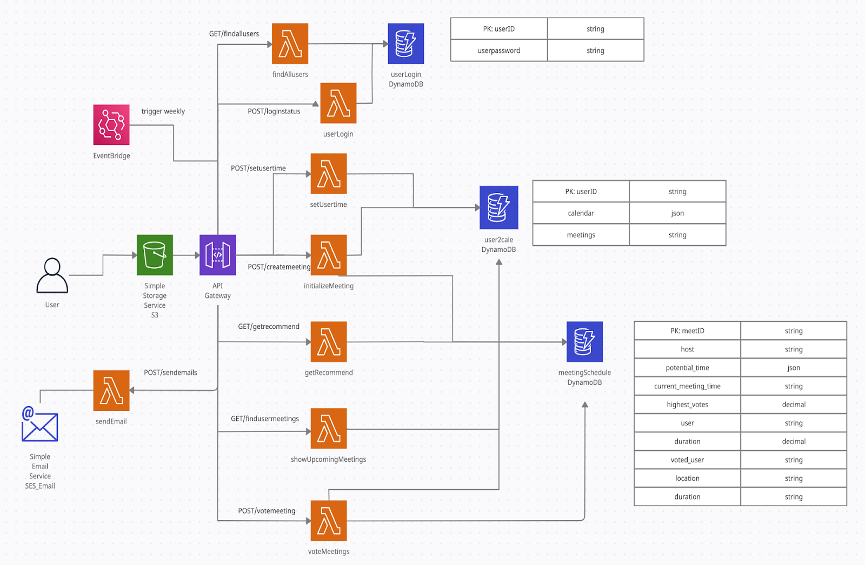 GET/findallusers
findAllusers
userLogin
DynamoDB
PK: userID string
userpassword string
trigger weekly
EventBridge
POST/loginstatus
userLogin
POST/setusertime
setUsertime
user2cale
DynamoDB
PK: userID string
calendar json
meetings string
User
Simple
Storage
Service
S3
API
Gateway
POST/createmeeting
initializeMeeting
GET/getrecommend
getRecommend
meetingSchedule
DynamoDB
PK: meetID string
host string
potential_time json
current_meeting_time string
highest_votes decimal
user string
duration decimal
voted_user string
location string
duration string
POST/sendemails
sendEmail
@
Simple
Email
Service
SES_Email
GET/findusermeetings
showUpcomingMeetings
POST/votemeeting
voteMeetings